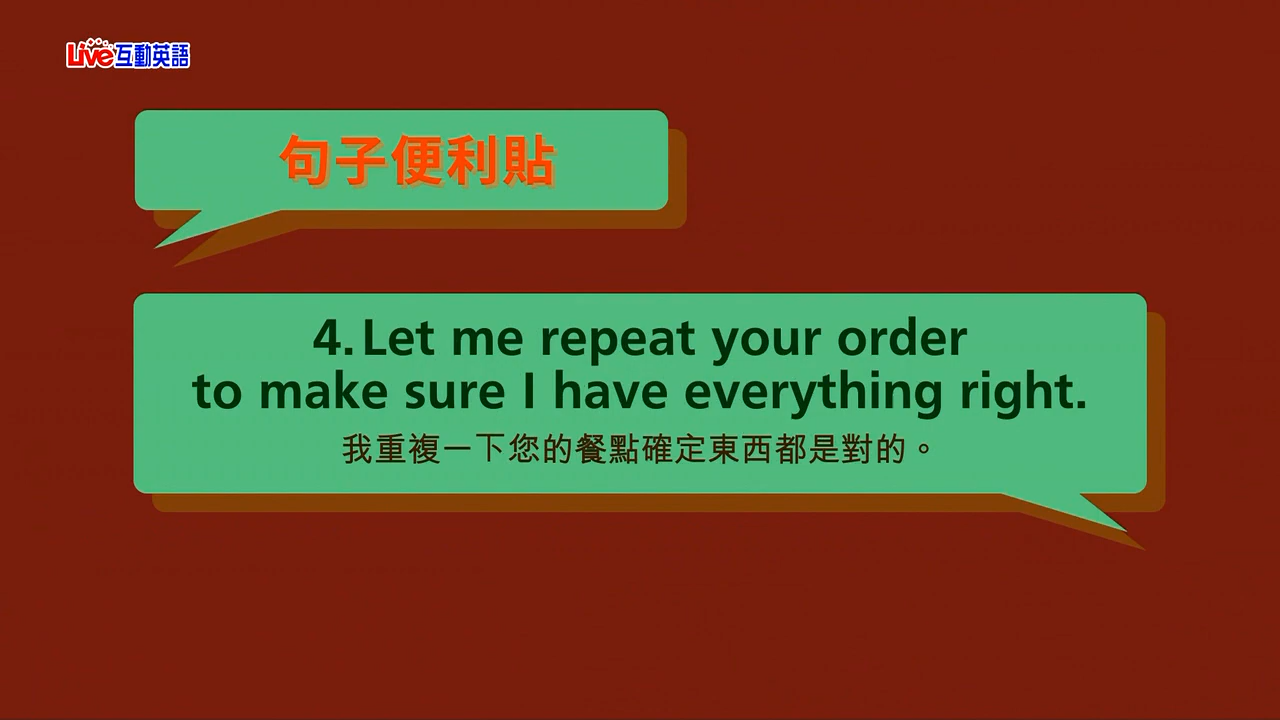 Live互動英語
句子便利貼
4. Let me repeat your order
to make sure I have everything right.
我重複一下您的餐點確定東西都是對的。